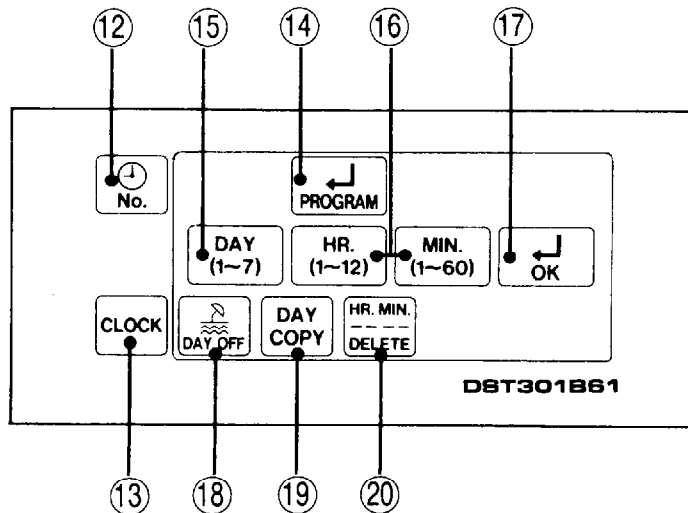 ⑫ ⑮ ⑭ ⑯ ⑰
No.
PROGRAM
DAY
(1~7)
HR.
(1~12)
MIN.
(1~60)
OK
CLOCK
DAY OFF
DAY
COPY
HR. MIN.
DELETE
DST301B61
⑬ ⑱ ⑲ ⑳